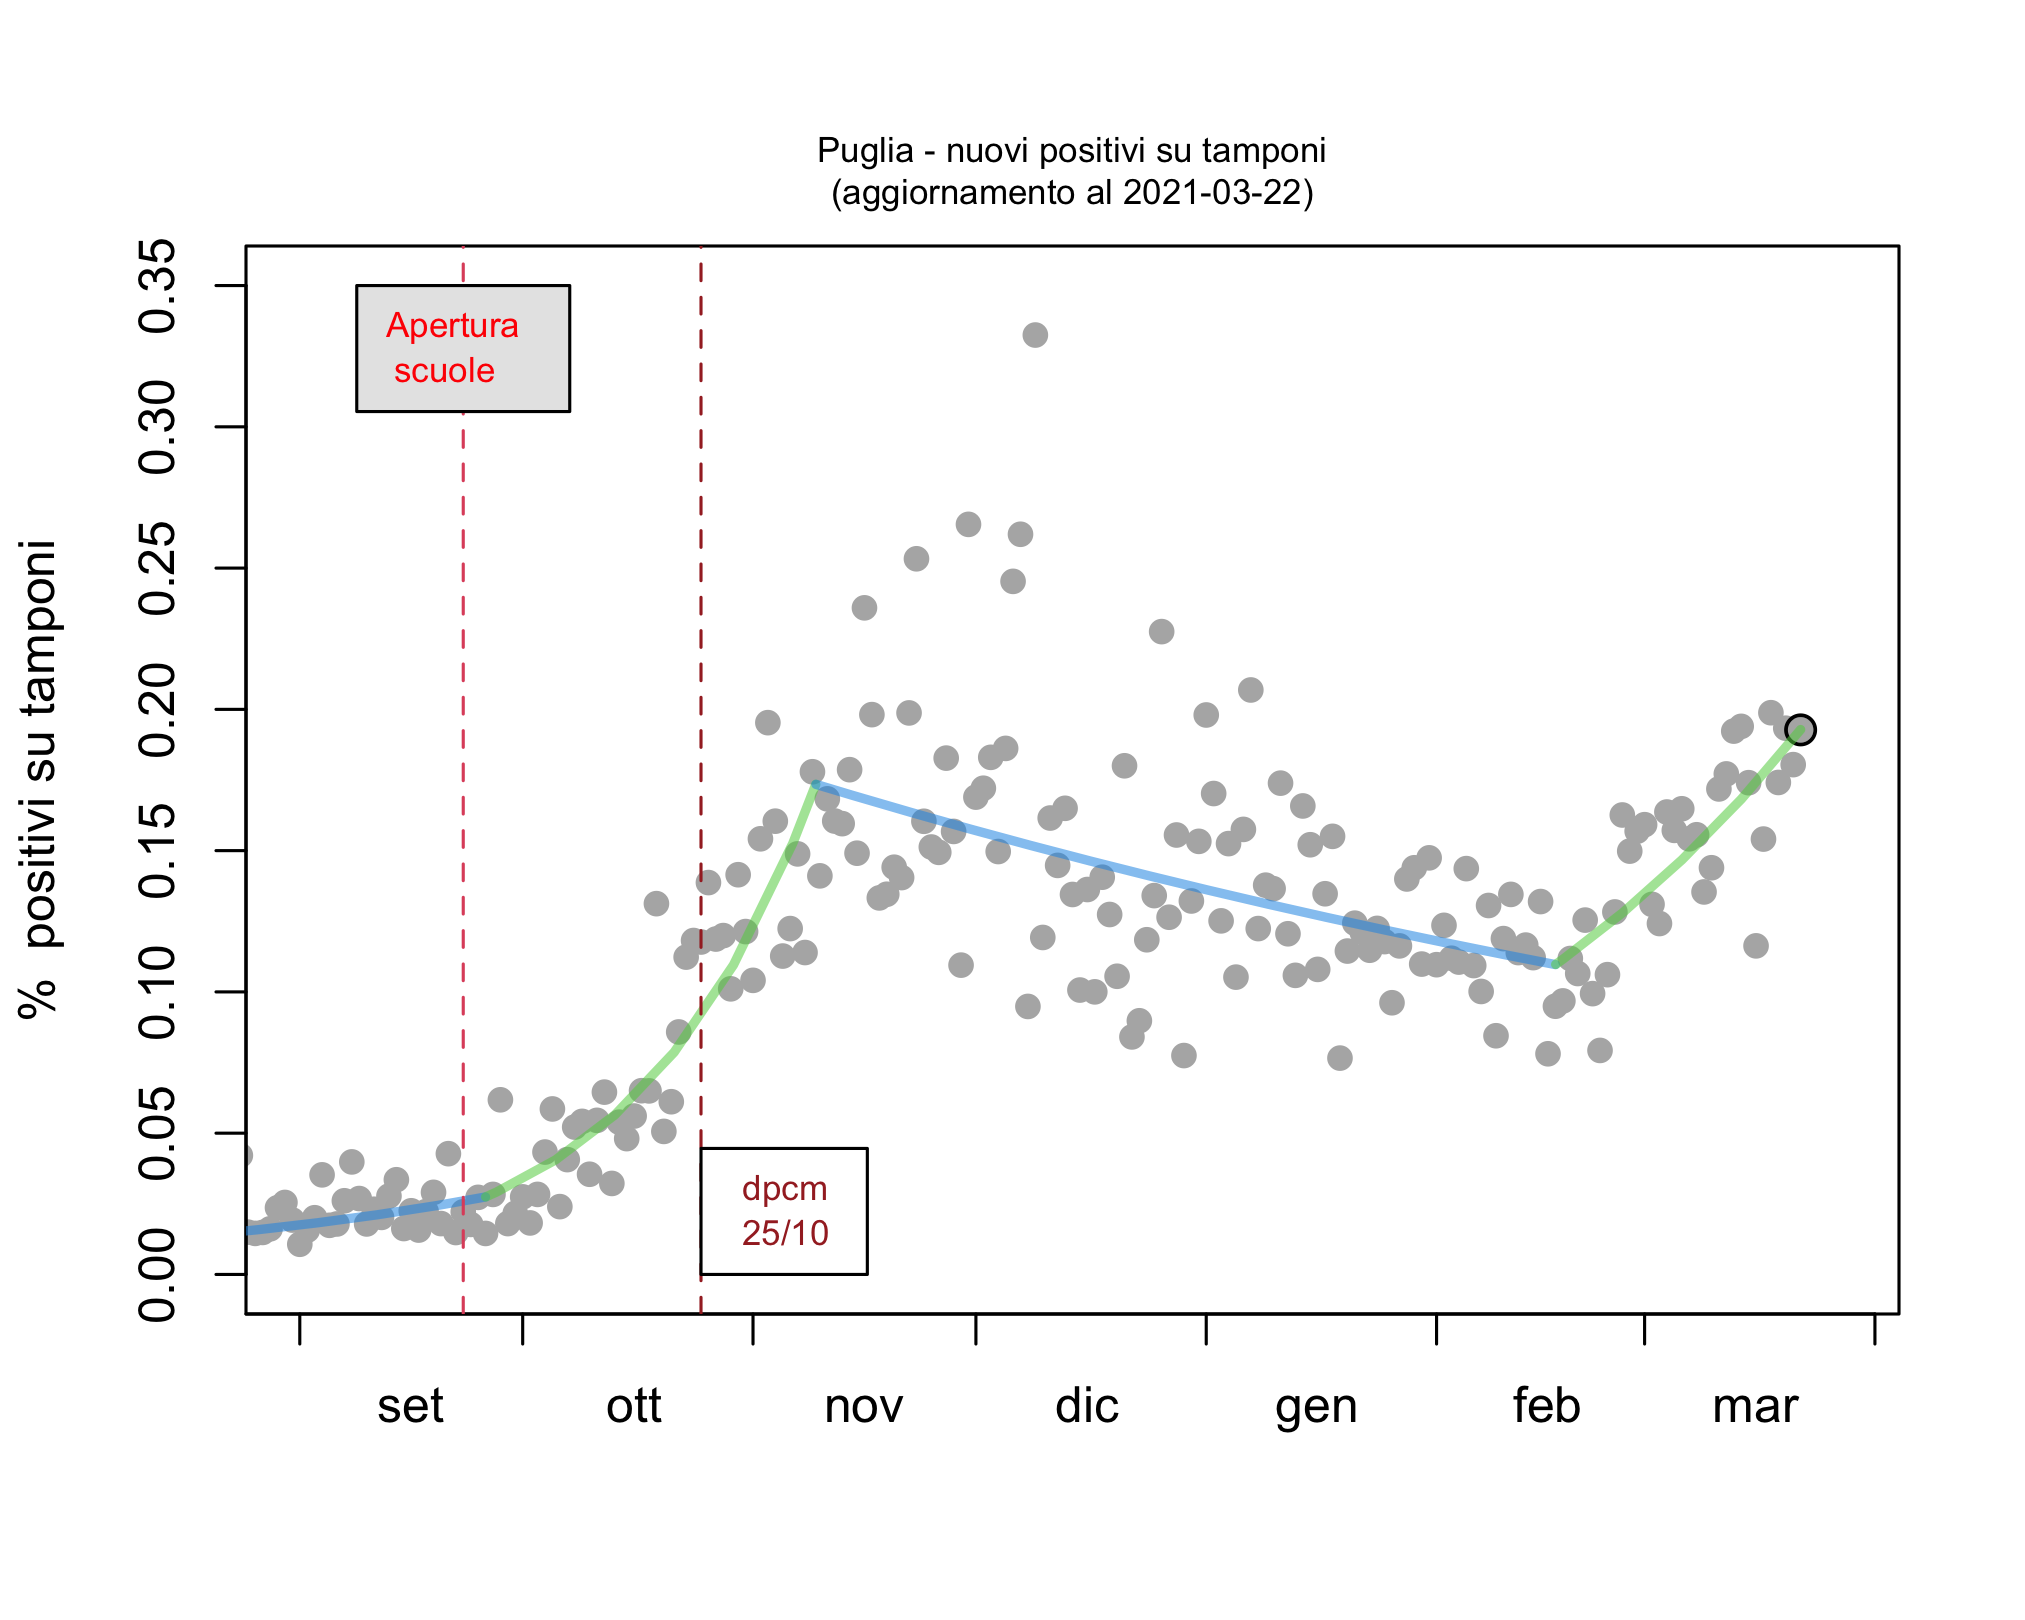 Puglia - nuovi positivi su tamponi
(aggiornamento al 2021-03-22)
% positivi su tamponi
0.35
0.30
0.25
0.20
0.15
0.10
0.05
0.00
Apertura
scuole
dpcm
25/10
set ott nov dic gen feb mar